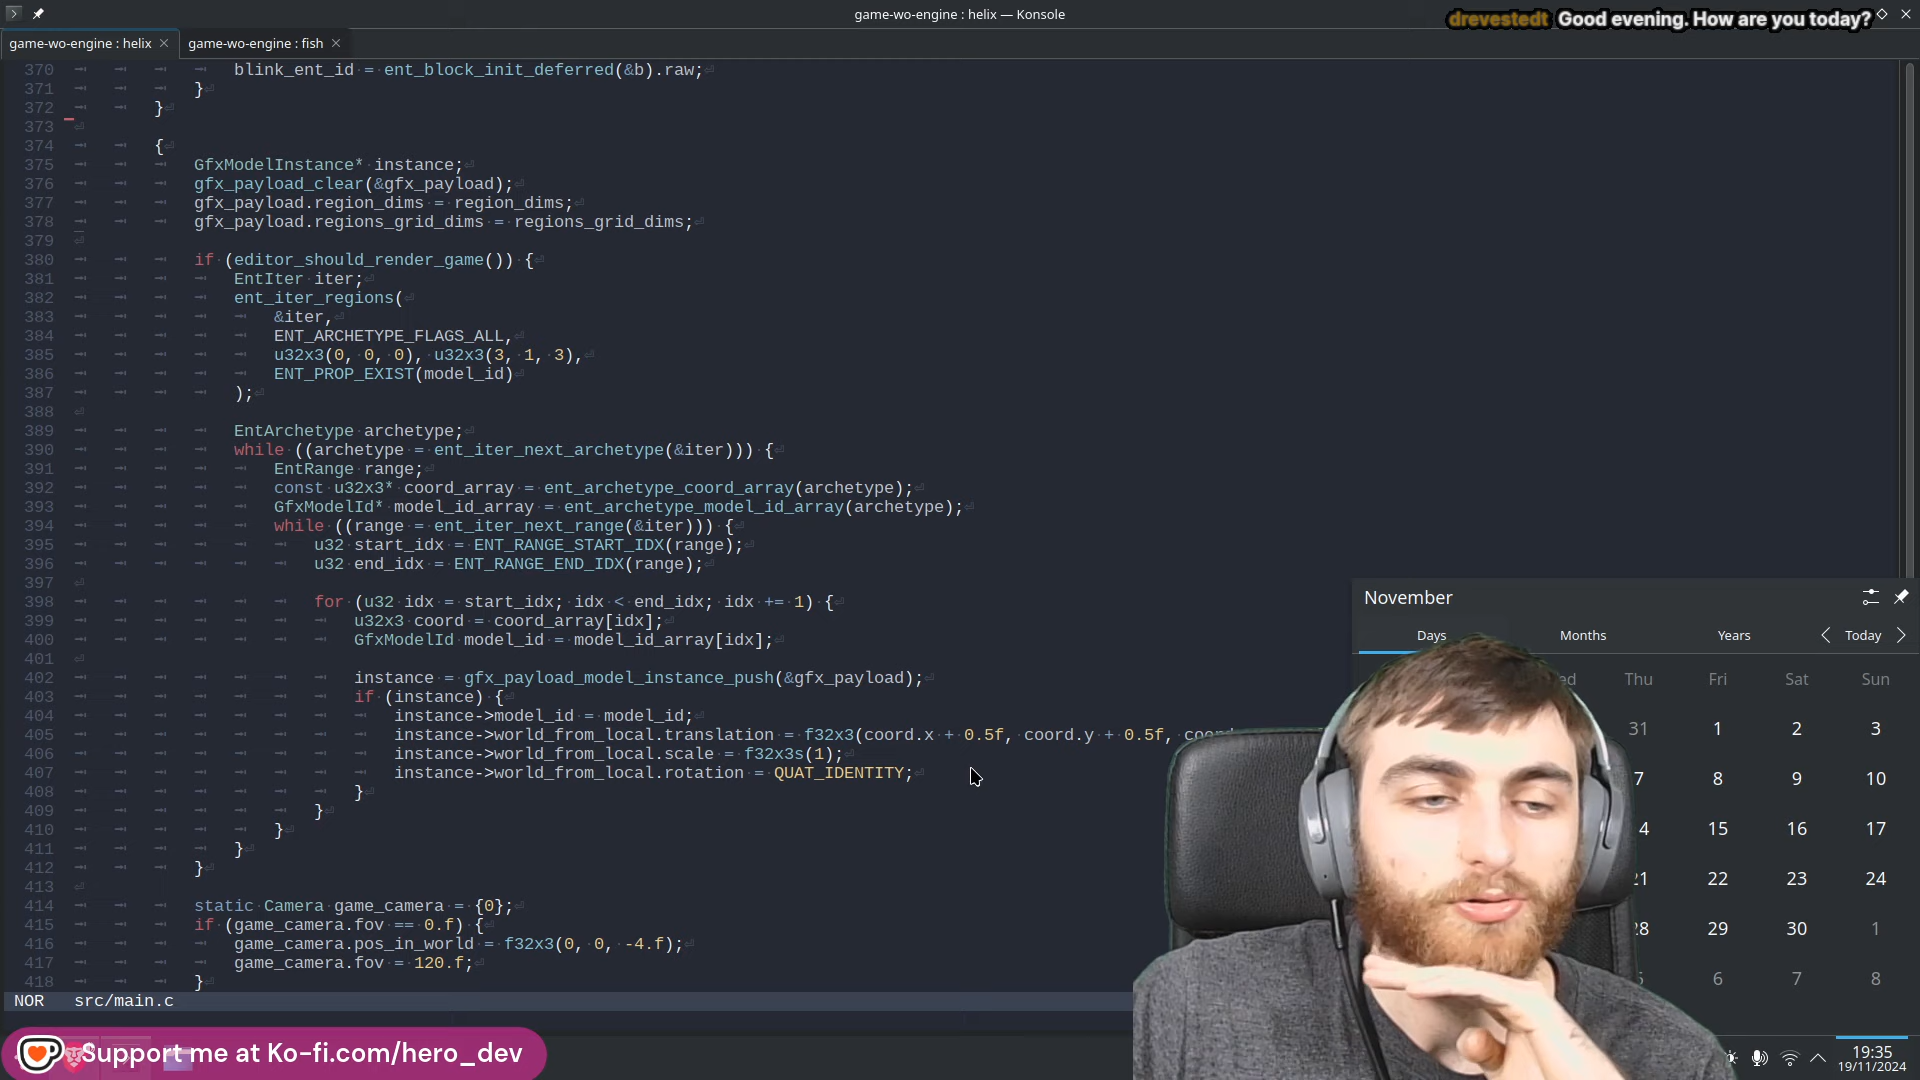 game-wo-engine : helix — Konsole
drevestedt Good evening. How are you today?
game-wo-engine : helix
game-wo-engine : fish
370 blink_ent_id = ent_block_init_deferred(&b).raw;
371 }
372 }
373
374 {
375 GfxModelInstance* instance;
376 gfx_payload_clear(&gfx_payload);
377 gfx_payload.region_dims = region_dims;
378 gfx_payload.regions_grid_dims = regions_grid_dims;
379
380 if (editor_should_render_game()) {
381 EntIter iter;
382 ent_iter_regions(
383 &iter,
384 ENT_ARCHETYPE_FLAGS_ALL,
385 u32x3(0, 0, 0), u32x3(3, 1, 3),
386 ENT_PROP_EXIST(model_id)
387 );
388
389 EntArchetype archetype;
390 while ((archetype = ent_iter_next_archetype(&iter))) {
391 EntRange range;
392 const u32x3* coord_array = ent_archetype_coord_array(archetype);
393 GfxModelId* model_id_array = ent_archetype_model_id_array(archetype);
394 while ((range = ent_iter_next_range(&iter))) {
395 u32 start_idx = ENT_RANGE_START_IDX(range);
396 u32 end_idx = ENT_RANGE_END_IDX(range);
397
398 for (u32 idx = start_idx; idx < end_idx; idx += 1) {
399 u32x3 coord = coord_array[idx];
400 GfxModelId model_id = model_id_array[idx];
401
402 instance = gfx_payload_model_instance_push(&gfx_payload);
403 if (instance) {
404 instance->model_id = model_id;
405 instance->world_from_local.translation = f32x3(coord.x + 0.5f, coord.y + 0.5f,
406 instance->world_from_local.scale = f32x3s(1);
407 instance->world_from_local.rotation = QUAT_IDENTITY;
408 }
409 }
410 }
411 }
412 }
413
414 static Camera game_camera = {0};
415 if (game_camera.fov == 0.f) {
416 game_camera.pos_in_world = f32x3(0, 0, -4.f);
417 game_camera.fov = 120.f;
418 }
NOR src/main.c
November
Days Months Years Today
Thu Fri Sat Sun
31 1 2 3
7 8 9 10
15 16 17
22 23 24
29 30 1
6 7 8
Support me at Ko-fi.com/hero_dev
19:35
19/11/2024